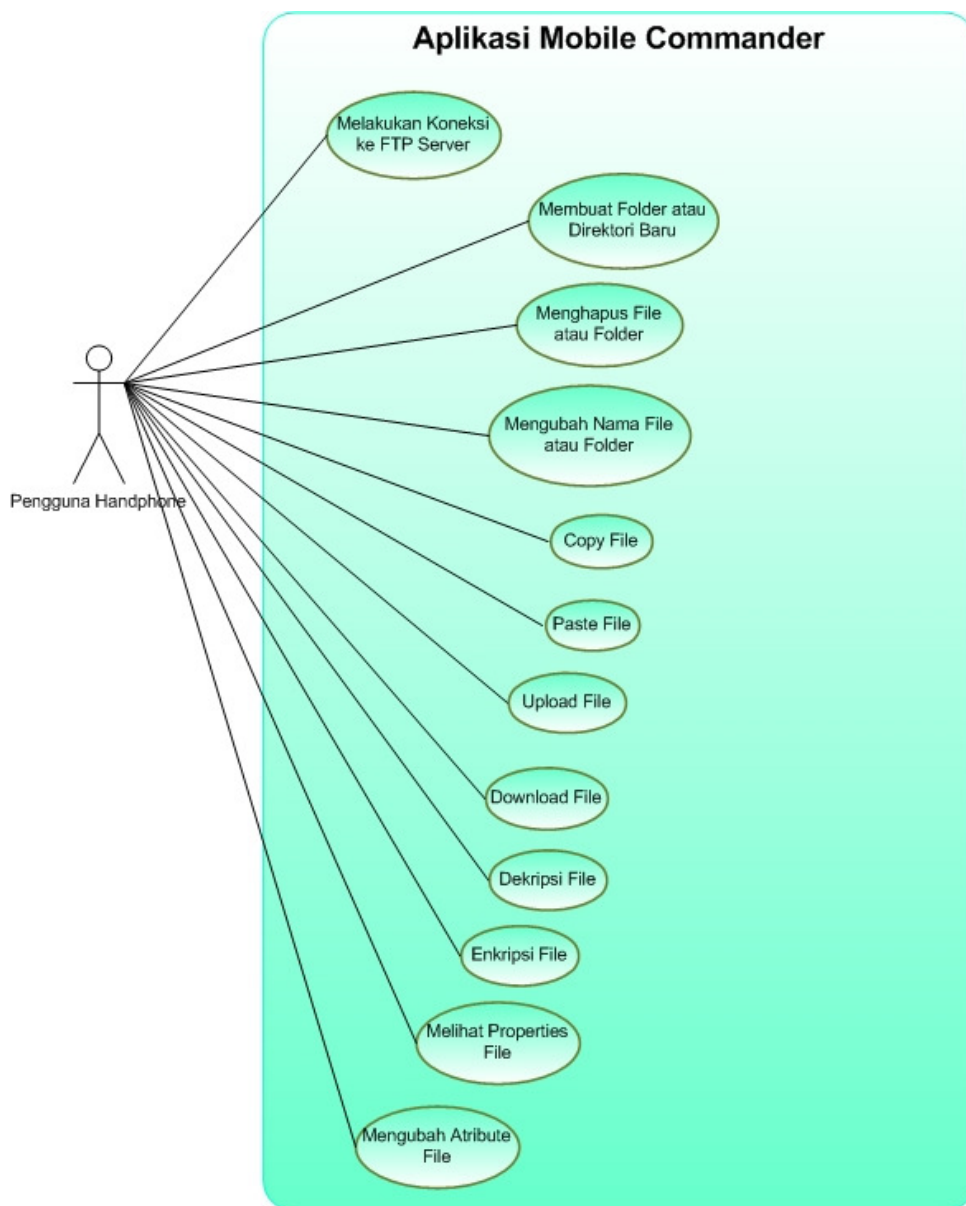 Aplikasi Mobile Commander
Melakukan Koneksi
ke FTP Server
Membuat Folder atau
Direktori Baru
Menghapus File
atau Folder
Mengubah Nama File
atau Folder
Pengguna Handphone
Copy File
Paste File
Upload File
Download File
Dekripsi File
Enkripsi File
Melihat Properties
File
Mengubah Atribute
File